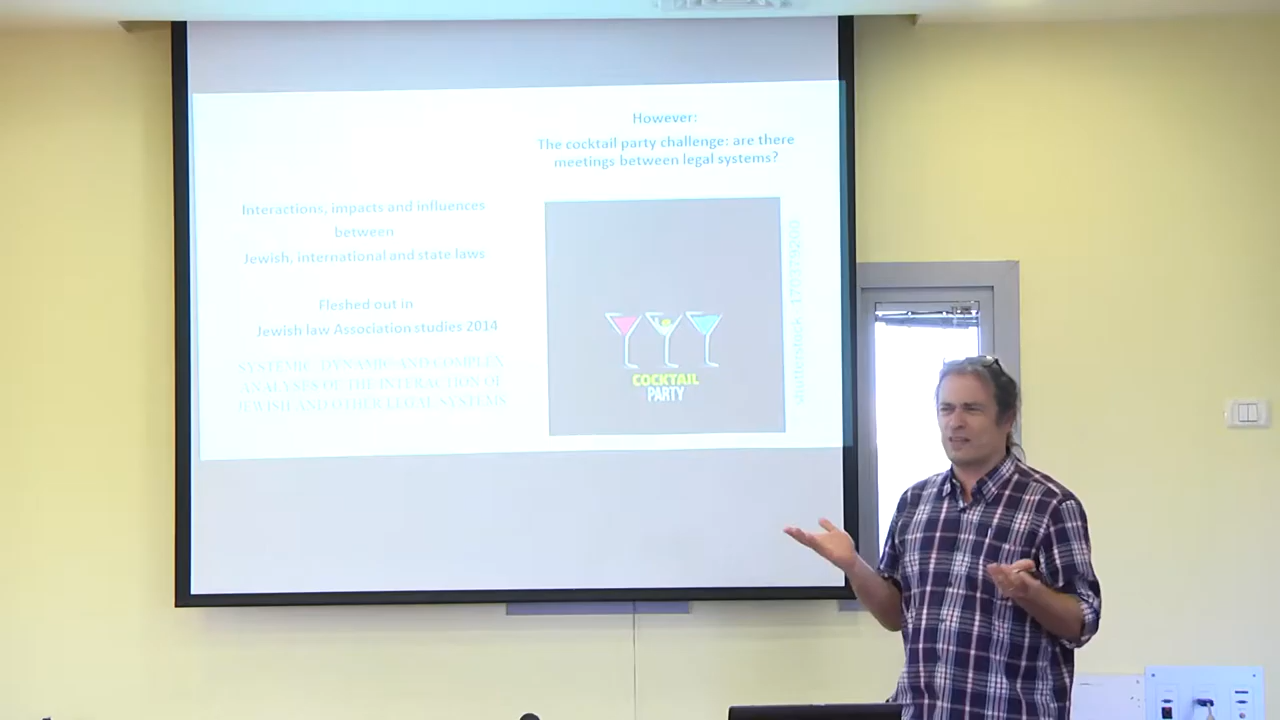 However:
The cocktail party challenge: are there
meetings between legal systems?
Interactions, impacts and influences
between
Jewish, international and state laws
Fleshed out in
Jewish law Association studies 2014
SYSTEMIC, DYNAMIC AND COMPLEX
ANALYSES OF THE INTERACTION OF
JEWISH AND OTHER LEGAL SYSTEMS
COCKTAIL
PARTY